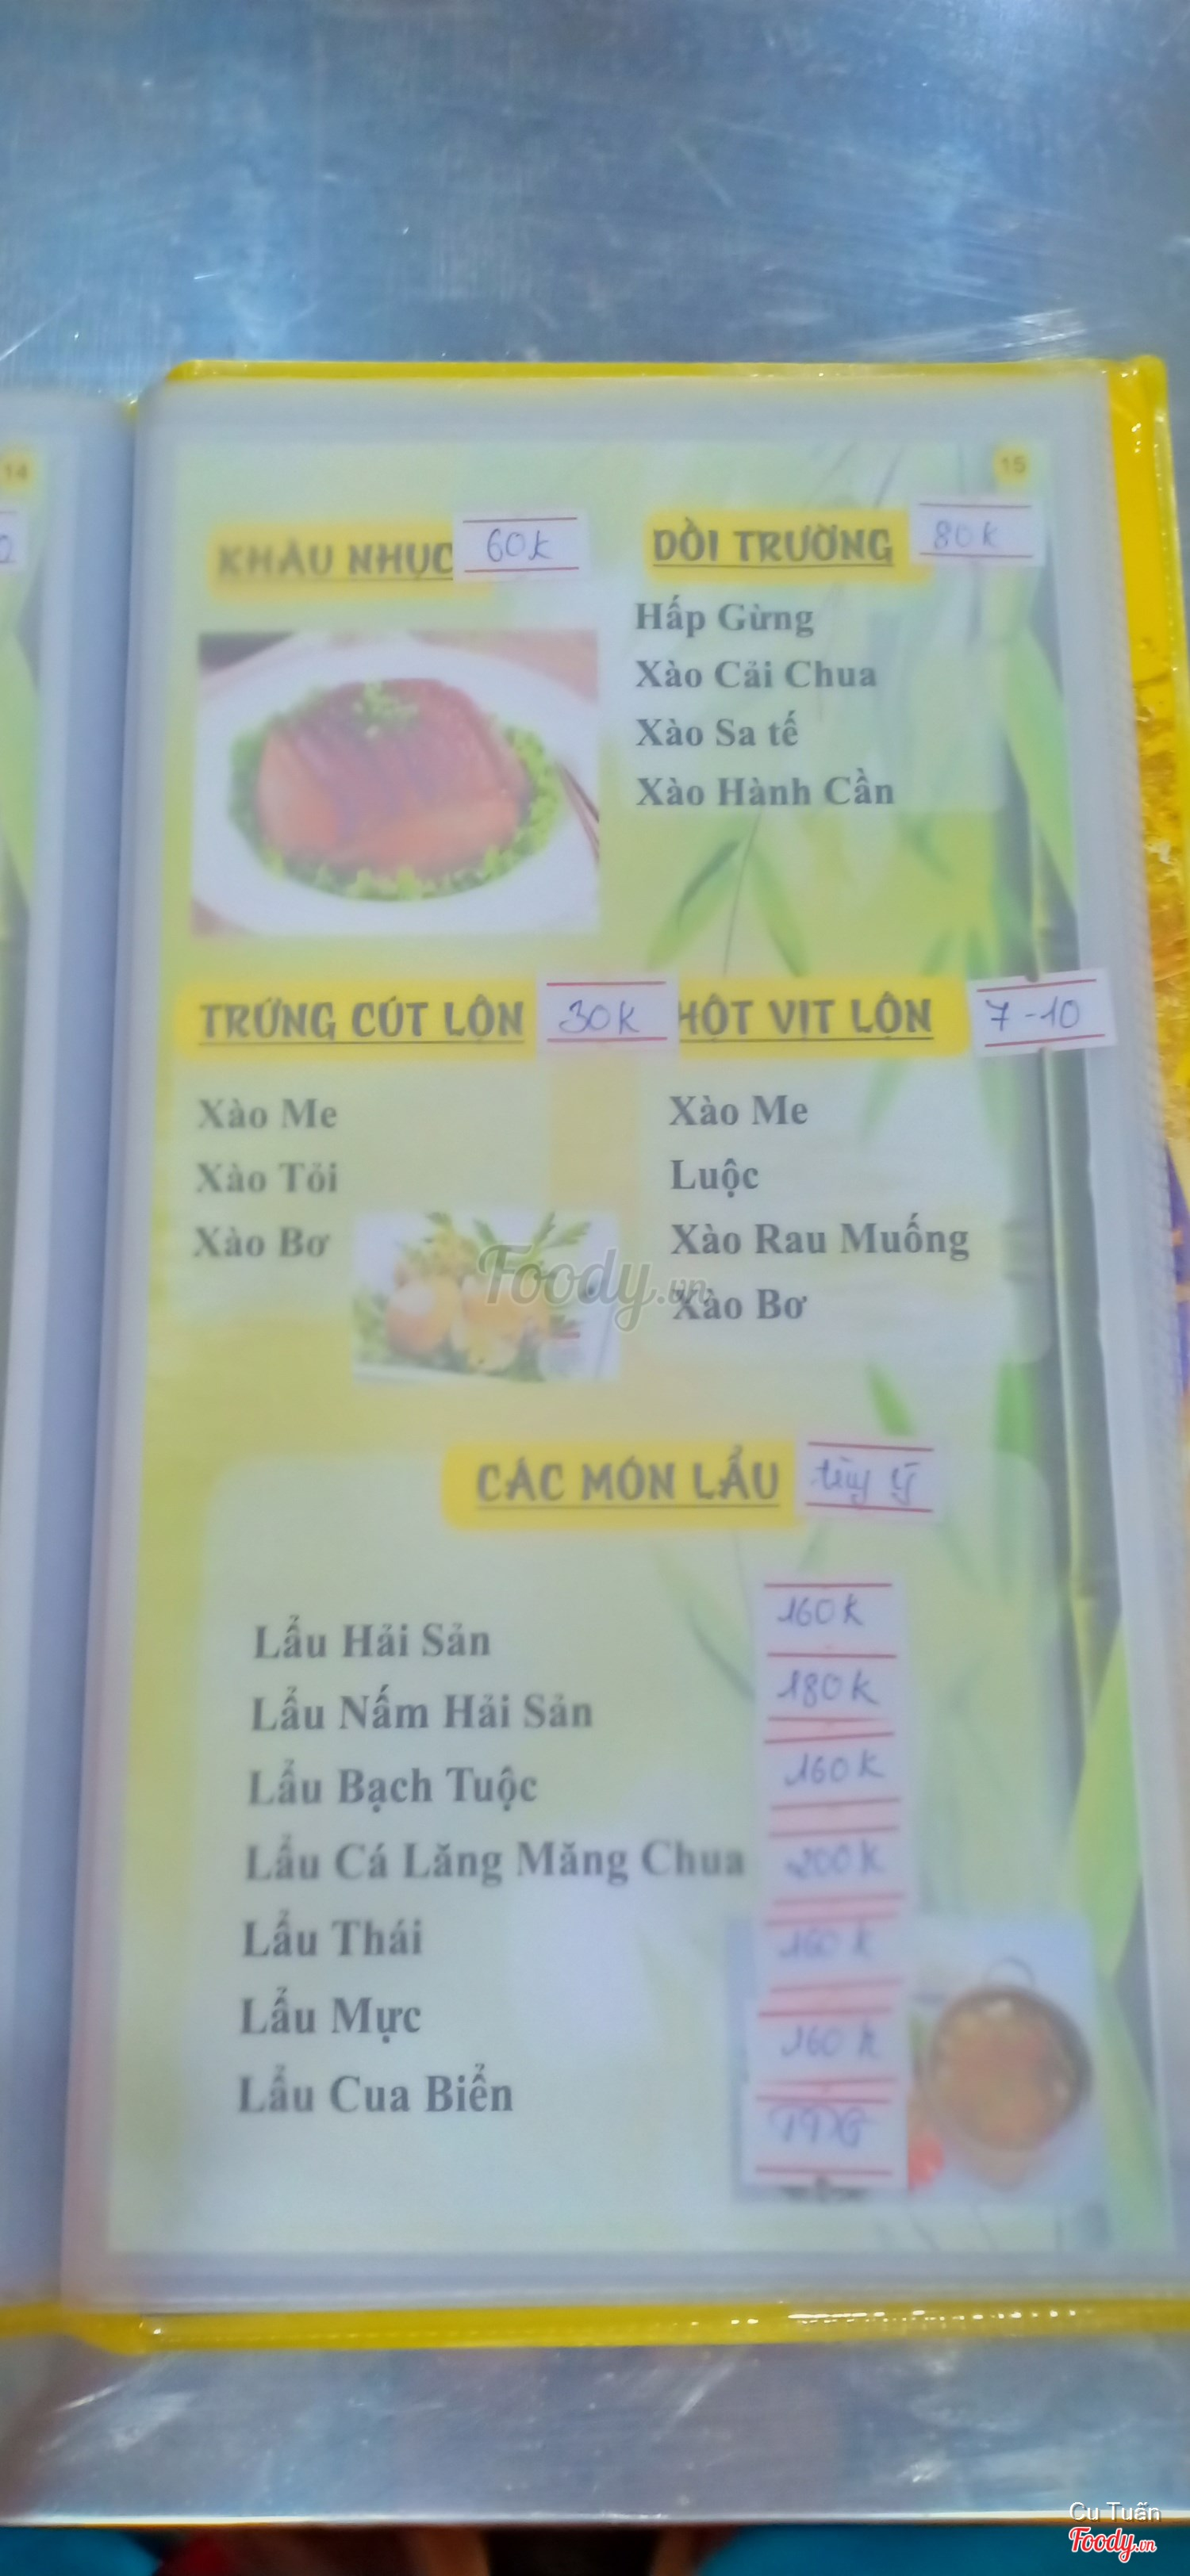 14
15
KHÂU NHỤC 60K
DỒI TRƯỜNG 80K
Hấp Gừng
Xào Cải Chua
Xào Sa tế
Xào Hành Cần
TRỨNG CÚT LỘN 30K
Xào Me
Xào Tỏi
Xào Bơ
HỘT VỊT LỘN 7-10
Xào Me
Luộc
Xào Rau Muống
Xào Bơ
Foody.vn
CÁC MÓN LẨU tùy ý
Lẩu Hải Sản 160K
Lẩu Nấm Hải Sản 180K
Lẩu Bạch Tuộc 160K
Lẩu Cá Lăng Măng Chua 200K
Lẩu Thái 160K
Lẩu Mực 160K
Lẩu Cua Biển
Cu Tuấn
Foody.vn